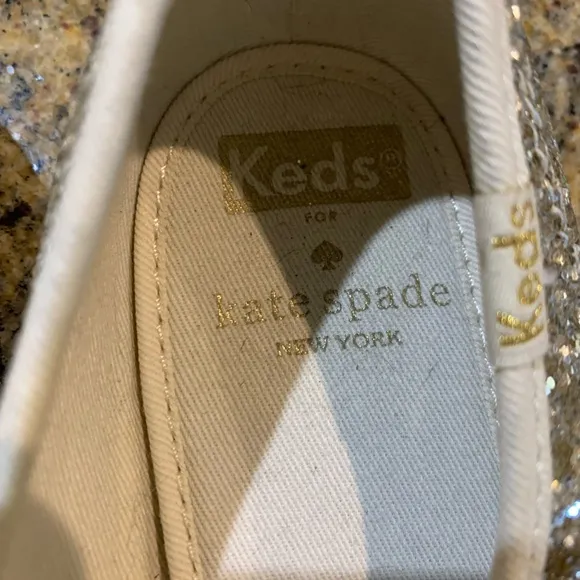 Keds®
FOR
kate spade
NEW YORK
Keds